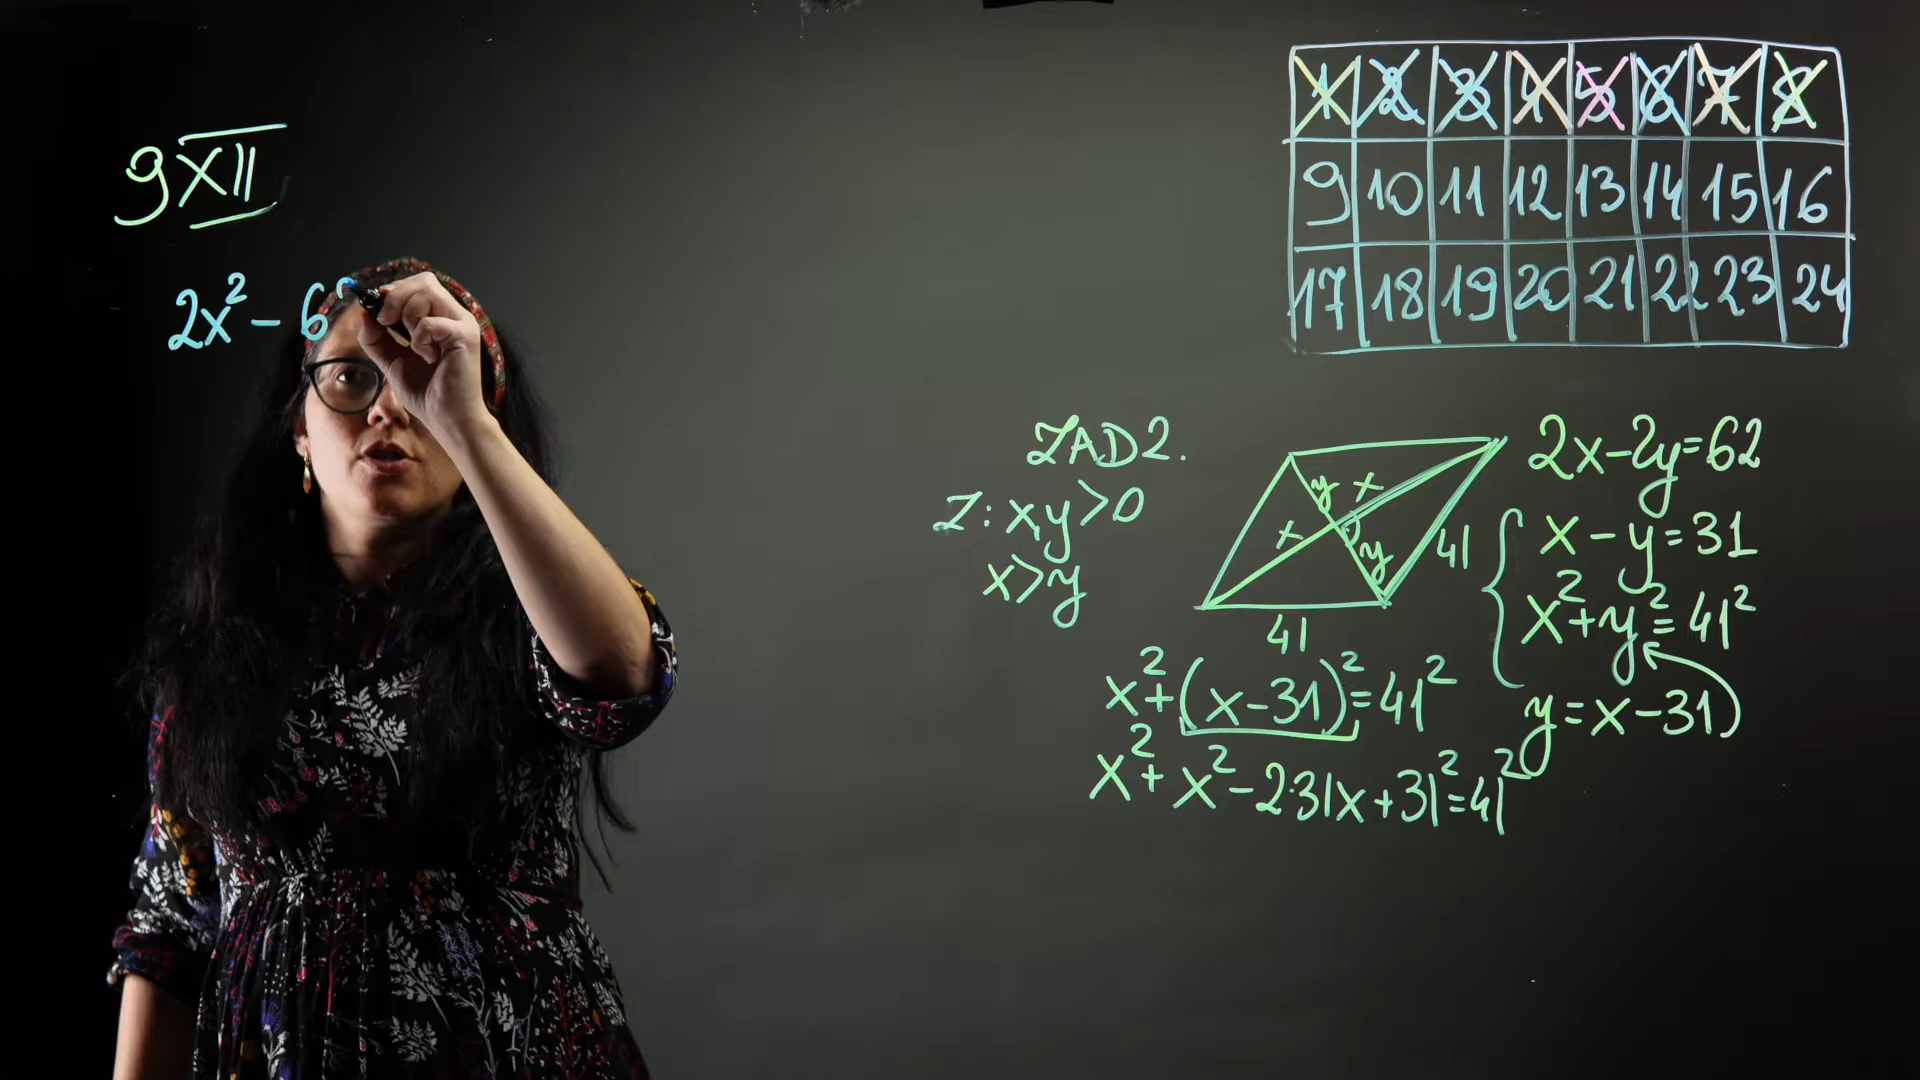 9 XII
2x² - 6
1 2 3 4 5 6 7 8
9 10 11 12 13 14 15 16
17 18 19 20 21 22 23 24
ZAD 2.
Z: x, y > 0
x > y
y x
x y
41
41
2x - 2y = 62
x - y = 31
x² + y² = 41²
y = x - 31
x² + (x - 31)² = 41²
x² + x² - 2·31x + 31² = 41²